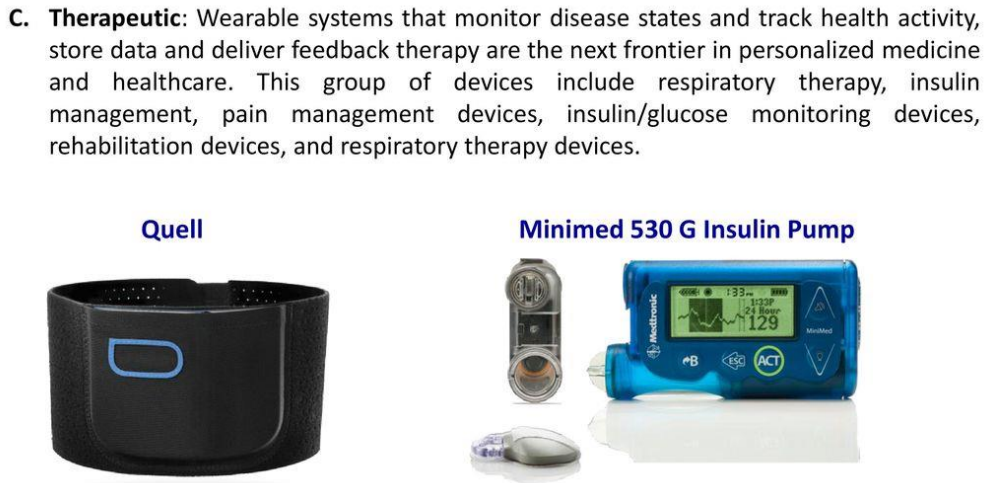 C. Therapeutic: Wearable systems that monitor disease states and track health activity,
store data and deliver feedback therapy are the next frontier in personalized medicine
and healthcare. This group of devices include respiratory therapy, insulin
management, pain management devices, insulin/glucose monitoring devices,
rehabilitation devices, and respiratory therapy devices.
Quell
Minimed 530 G Insulin Pump
Medtronic
1:33
1:33P
24 Hour
129
MiniMed
B
ESC
ACT